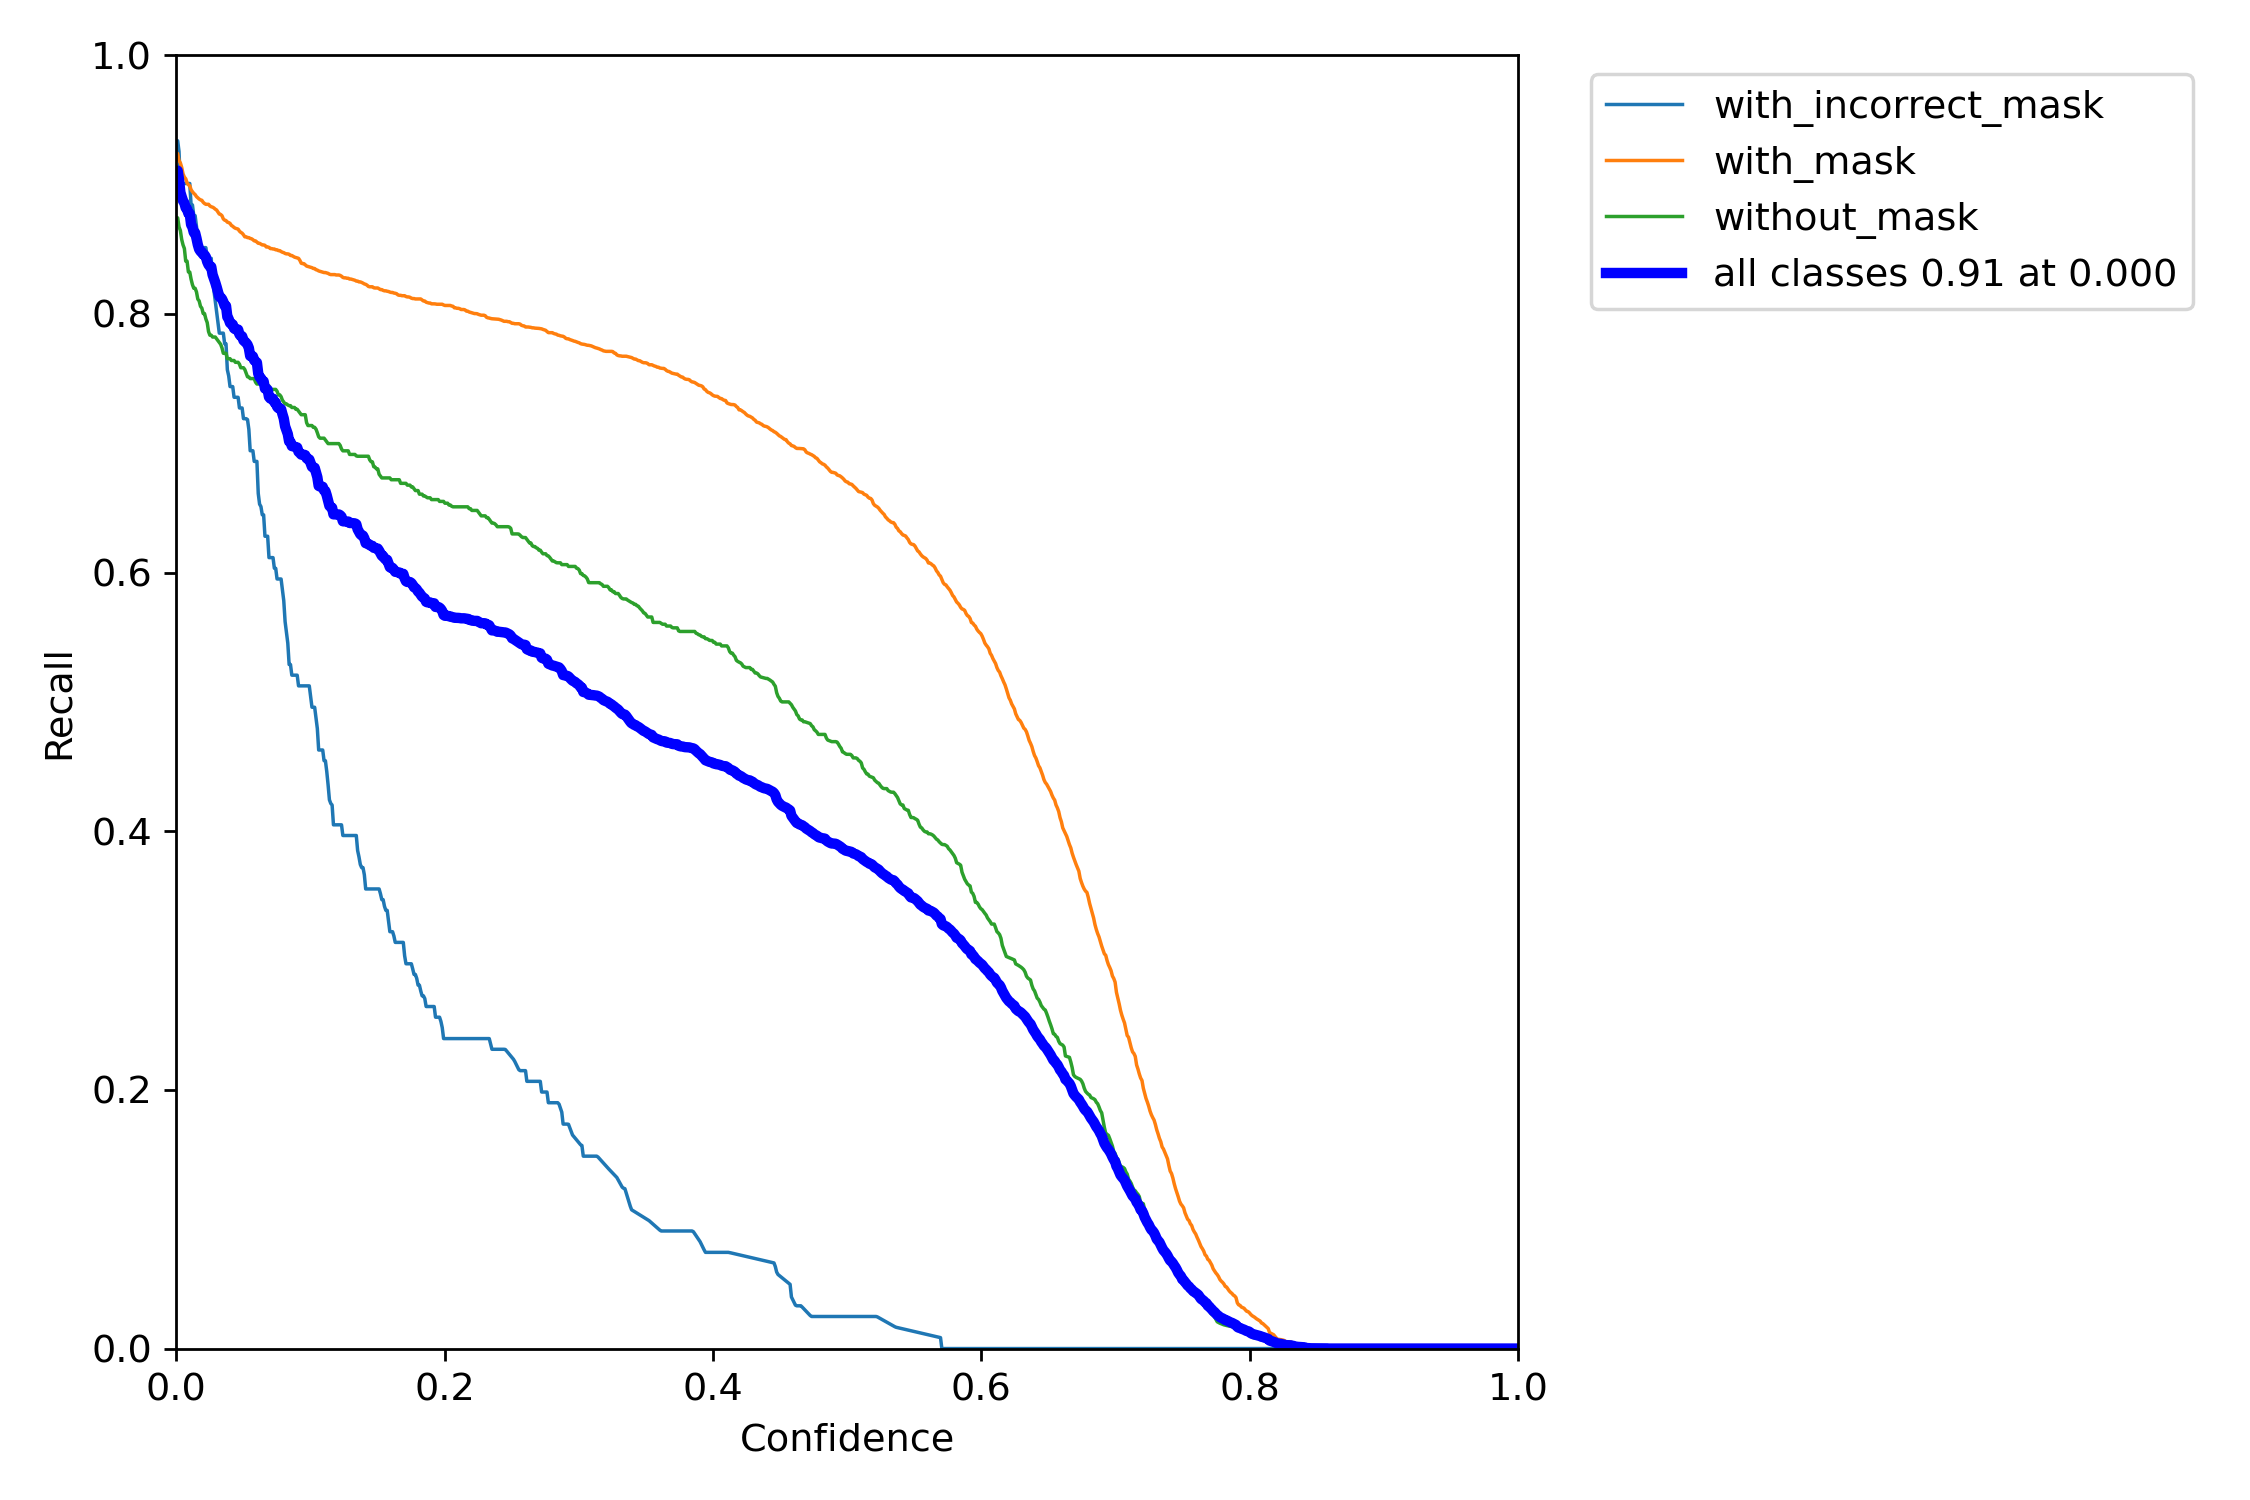 with_incorrect_mask
with_mask
without_mask
all classes 0.91 at 0.000
Recall
1.0
0.8
0.6
0.4
0.2
0.0
0.0 0.2 0.4 0.6 0.8 1.0
Confidence